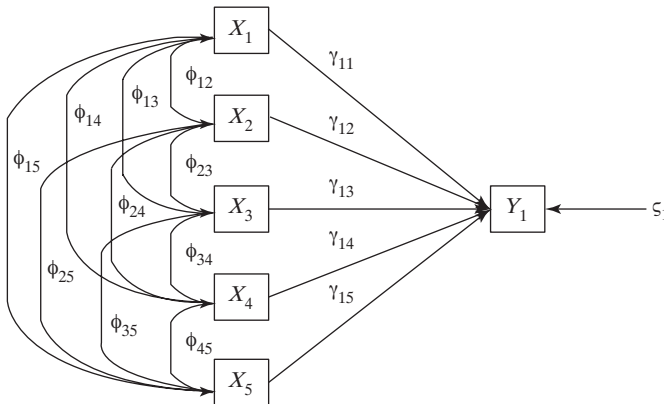 X₁
γ₁₁
ϕ₁₂
ϕ₁₃
ϕ₁₄
ϕ₁₅
X₂
γ₁₂
ϕ₂₃
ϕ₂₄
X₃
γ₁₃
Y₁
ς₁
γ₁₄
ϕ₃₄
ϕ₂₅
X₄
γ₁₅
ϕ₃₅
ϕ₄₅
X₅